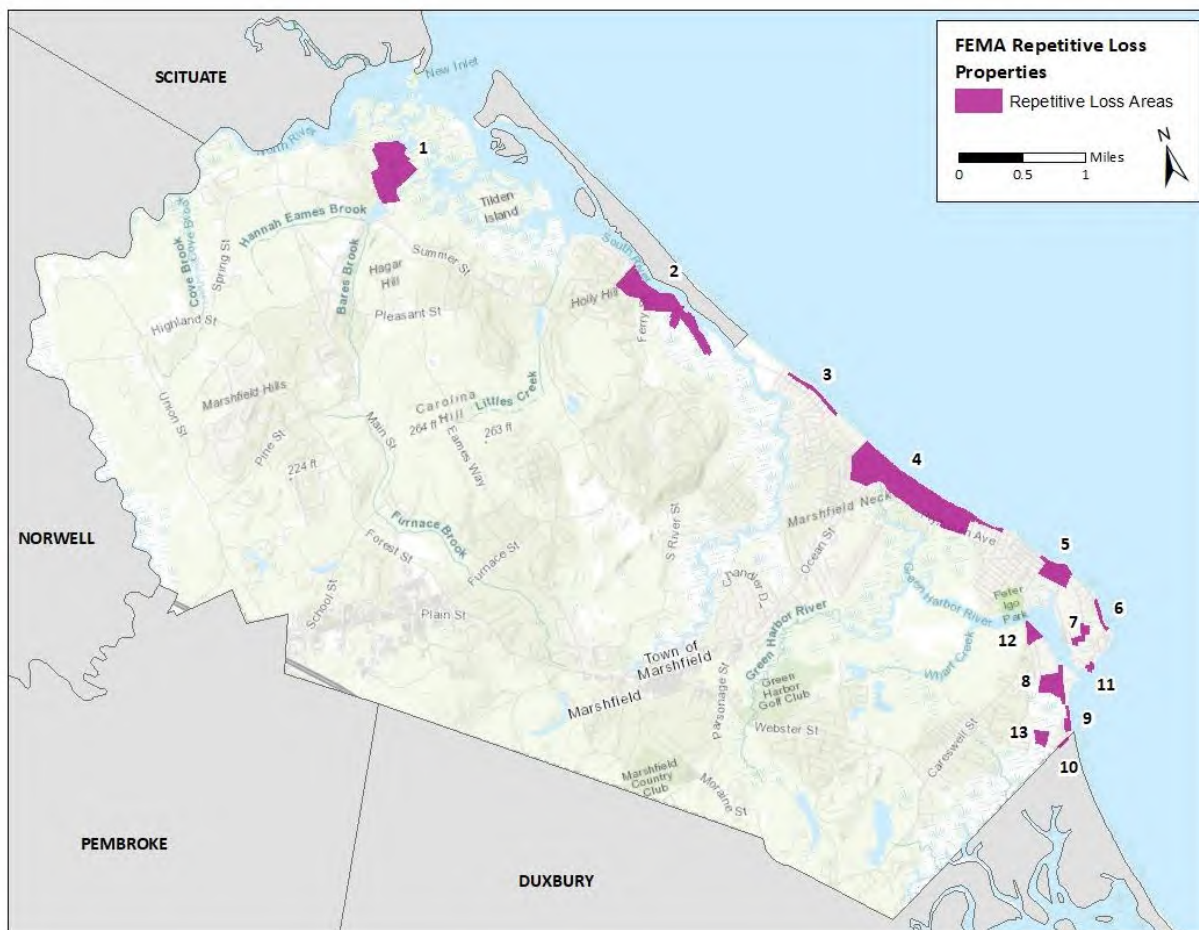 FEMA Repetitive Loss
Properties
Repetitive Loss Areas
N
Miles
0 0.5 1
SCITUATE
New Inlet
1
Tilden
Island
Hannah Eames Brook
Cove Brook
Cove Brook
Spring St
Bares Brook
Hagar
Hill
Summer St
South River
2
Holly Hill
Highland St
Pleasant St
3
Marshfield Hills
Carolina
Hill
264 ft
Littles Creek
263 ft
Union St
Pine St
Main St
Eames Way
224 ft
4
Marshfield Neck
Ave
NORWELL
Furnace Brook
Forest St
Furnace St
S River St
Ocean St
5
Chandler D
Green Harbor River
Peter
Igo
Park
6
School St
Plain St
7
12
Town of
Marshfield
Green Harbor River
Wharf Creek
11
Marshfield
Parsonage St
Green
Harbor
Golf Club
8
Webster St
9
13
Careswell St
10
Marshfield
Country
Club
Moraine St
PEMBROKE
DUXBURY